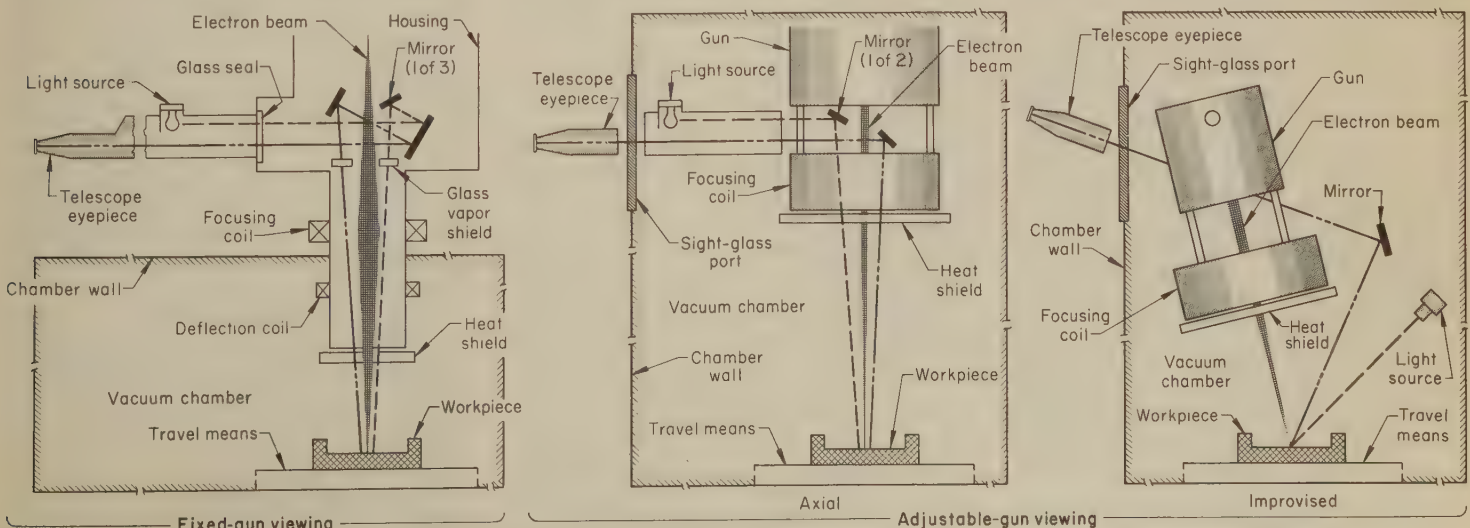 Electron beam
Housing
Mirror
(1 of 3)
Glass seal
Light source
Telescope
eyepiece
Glass
vapor
shield
Focusing
coil
Chamber wall
Deflection coil
Heat
shield
Vacuum chamber
Workpiece
Travel means
Fixed-gun viewing
Gun
Mirror
(1 of 2)
Electron
beam
Light source
Telescope
eyepiece
Focusing
coil
Sight-glass
port
Heat
shield
Vacuum chamber
Chamber
wall
Workpiece
Travel means
Axial
Telescope eyepiece
Sight-glass port
Gun
Electron beam
Mirror
Chamber
wall
Focusing
coil
Heat
shield
Light
source
Vacuum
chamber
Workpiece
Travel
means
Improvised
Adjustable-gun viewing